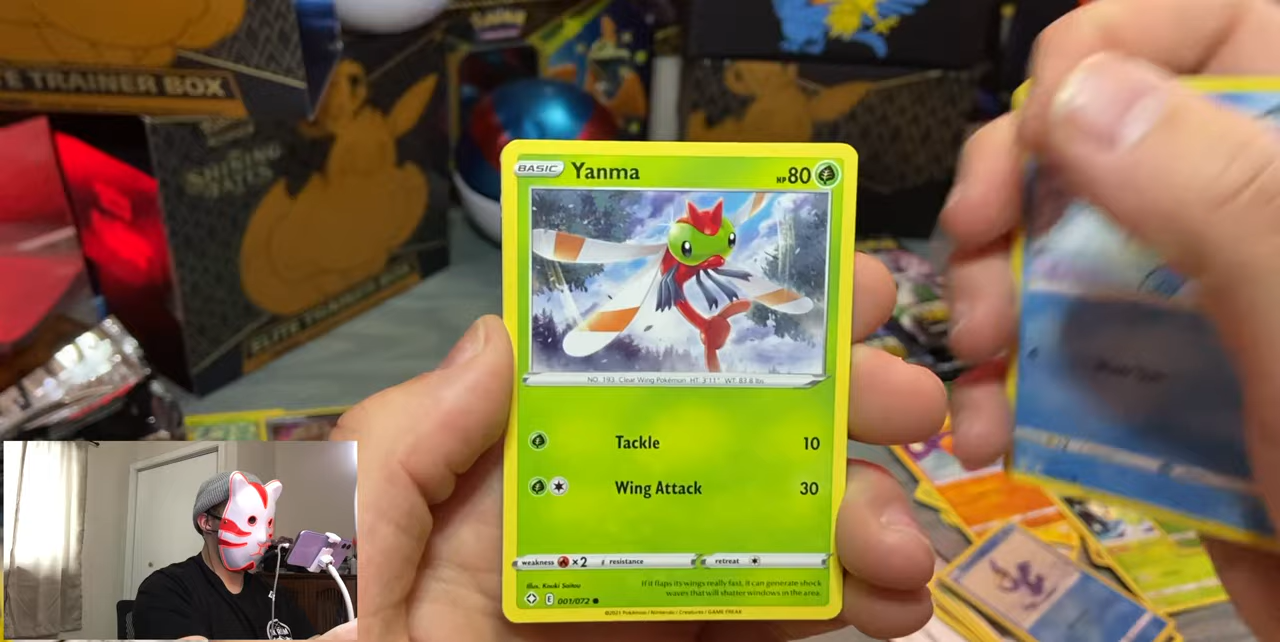 ELITE TRAINER BOX
SHINING
FATES
ELITE TRAINER BOX
BASIC Yanma HP 80
NO. 193 Clear Wing Pokémon HT: 3'11" WT: 83.8 lbs
Tackle 10
Wing Attack 30
weakness ×2 resistance retreat
Illus. Kouki Saitou
If it flaps its wings really fast, it can generate shock
waves that will shatter windows in the area.
E 001/072 ●
©2021 Pokémon / Nintendo / Creatures / GAME FREAK